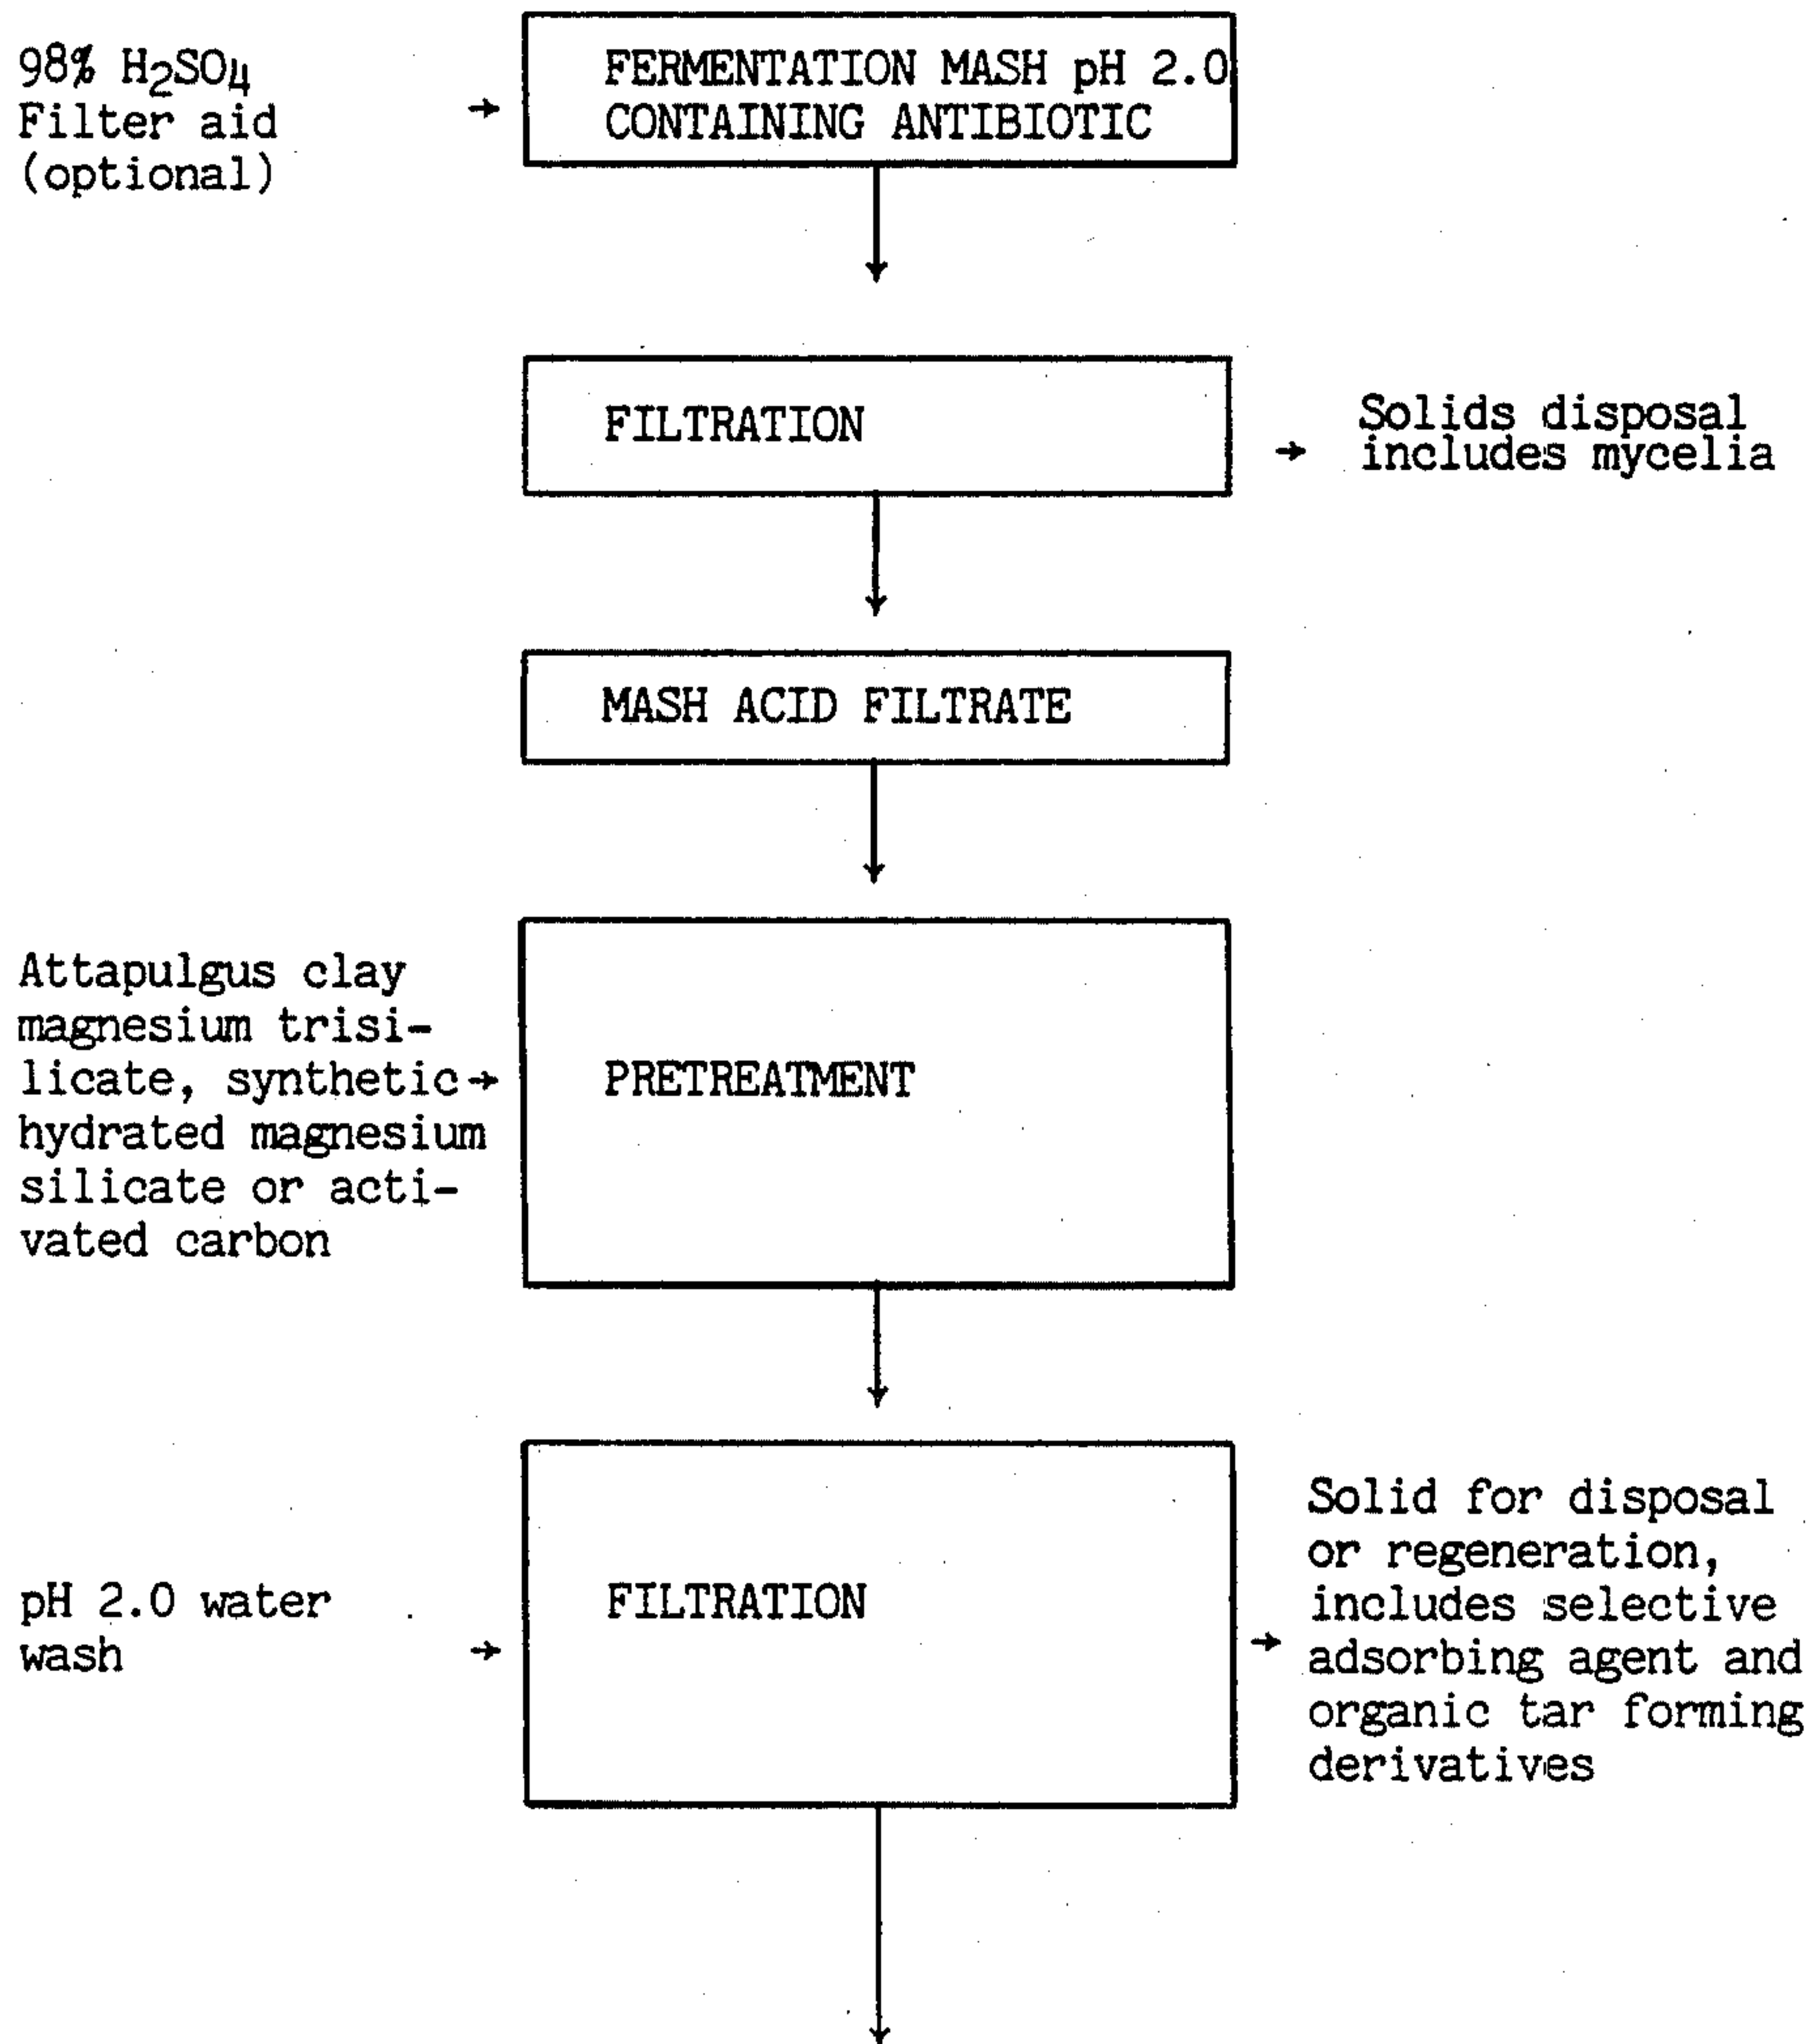 98% H₂SO₄
Filter aid
(optional)
→
FERMENTATION MASH pH 2.0
CONTAINING ANTIBIOTIC
FILTRATION
→
Solids disposal
includes mycelia
MASH ACID FILTRATE
Attapulgus clay
magnesium trisi-
licate, synthetic→
hydrated magnesium
silicate or acti-
vated carbon
PRETREATMENT
pH 2.0 water
wash
→
FILTRATION
→
Solid for disposal
or regeneration,
includes selective
adsorbing agent and
organic tar forming
derivatives